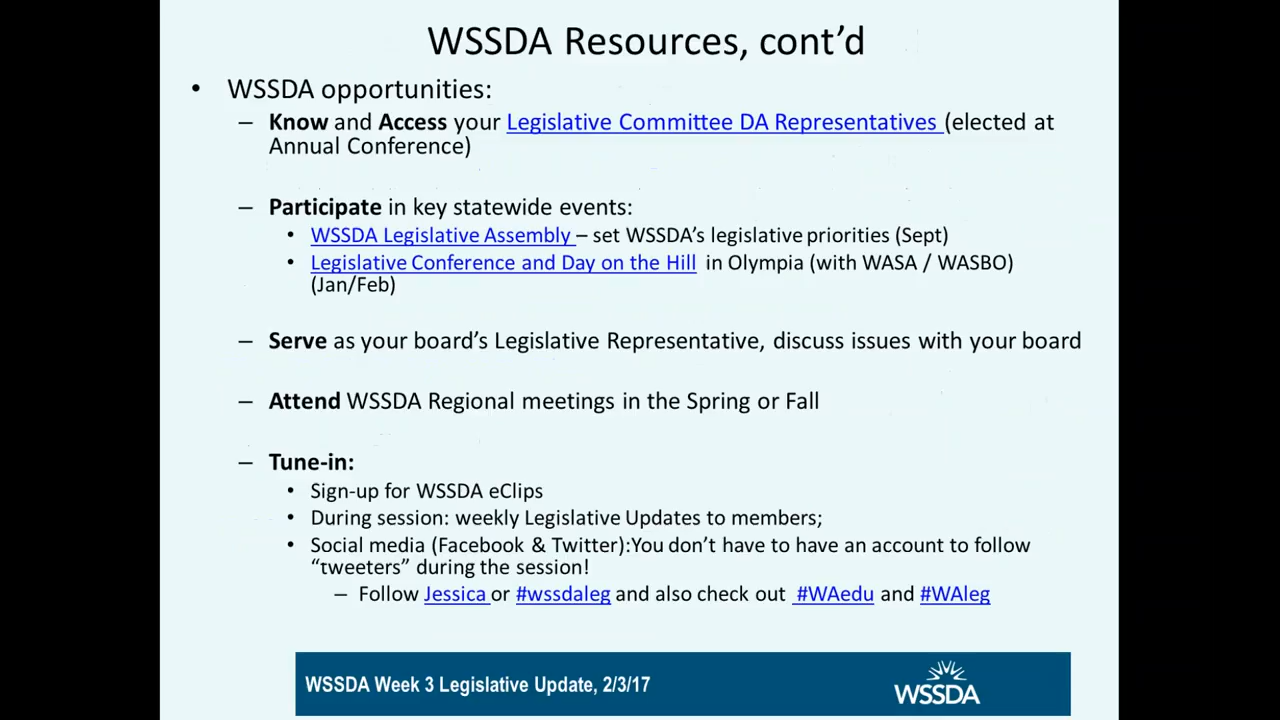 WSSDA Resources, cont’d
• WSSDA opportunities:
– Know and Access your Legislative Committee DA Representatives (elected at
Annual Conference)
– Participate in key statewide events:
• WSSDA Legislative Assembly – set WSSDA’s legislative priorities (Sept)
• Legislative Conference and Day on the Hill in Olympia (with WASA / WASBO)
(Jan/Feb)
– Serve as your board’s Legislative Representative, discuss issues with your board
– Attend WSSDA Regional meetings in the Spring or Fall
– Tune-in:
• Sign-up for WSSDA eClips
• During session: weekly Legislative Updates to members;
• Social media (Facebook & Twitter):You don’t have to have an account to follow
“tweeters” during the session!
– Follow Jessica or #wssdaleg and also check out #WAedu and #WAleg
WSSDA Week 3 Legislative Update, 2/3/17
WSSDA